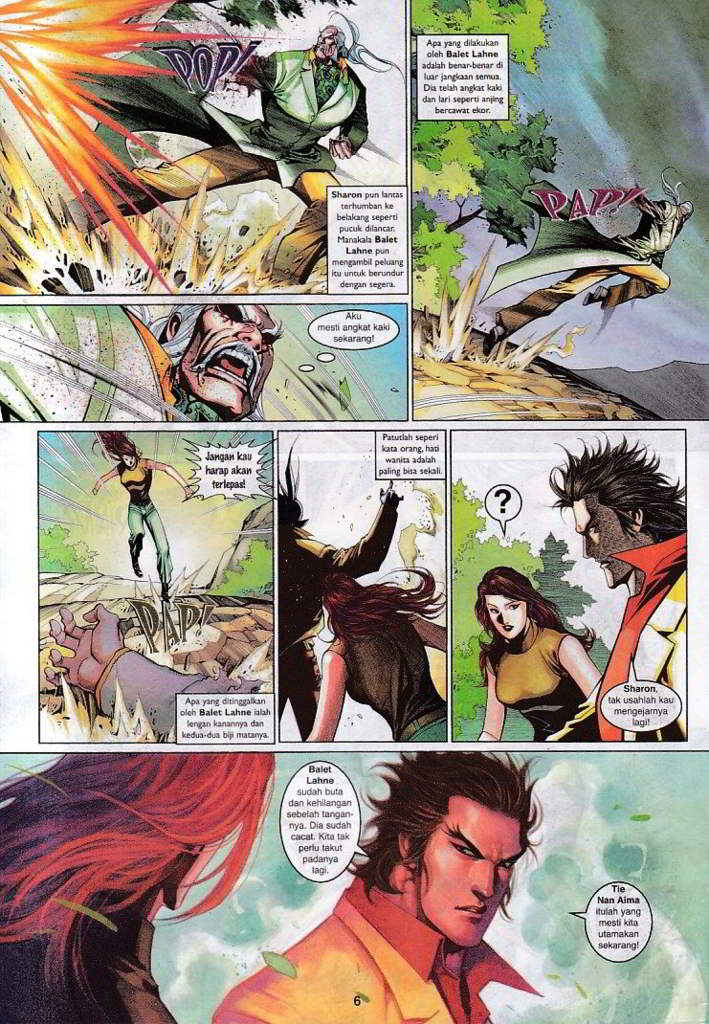 POP!
Sharon pun lantas
terhumban ke
belakang seperti
pucuk dilancar.
Manakala Balet
Lahne pun
mengambil peluang
itu untuk berundur
dengan segera.
Apa yang dilakukan
oleh Balet Lahne
adalah benar-benar di
luar jangkaan semua.
Dia telah angkat kaki
dan lari seperti anjing
bercawat ekor.
PAP!
Aku
mesti angkat kaki
sekarang!
Jangan kau
harap akan
terlepas!
PAP!
Apa yang ditinggalkan
oleh Balet Lahne ialah
lengan kanannya dan
kedua-dua biji matanya.
Patutlah seperti
kata orang, hati
wanita adalah
paling bisa sekali.
?
Sharon,
tak usahlah kau
mengejarnya
lagi!
Balet
Lahne
sudah buta
dan kehilangan
sebelah tangan-
nya. Dia sudah
cacat. Kita tak
perlu takut
padanya
lagi.
Tie
Nan Aima
itulah yang
mesti kita
utamakan
sekarang!
6